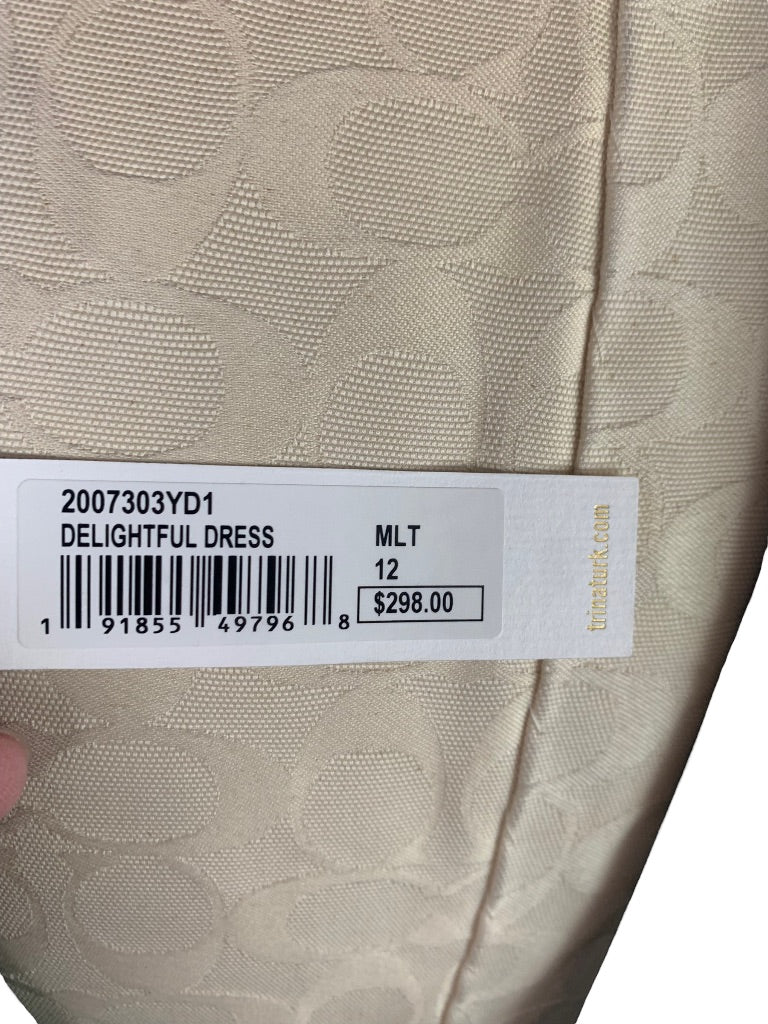 2007303YD1
DELIGHTFUL DRESS
MLT
12
$298.00
1 91855 49796 8
trinaturk.com